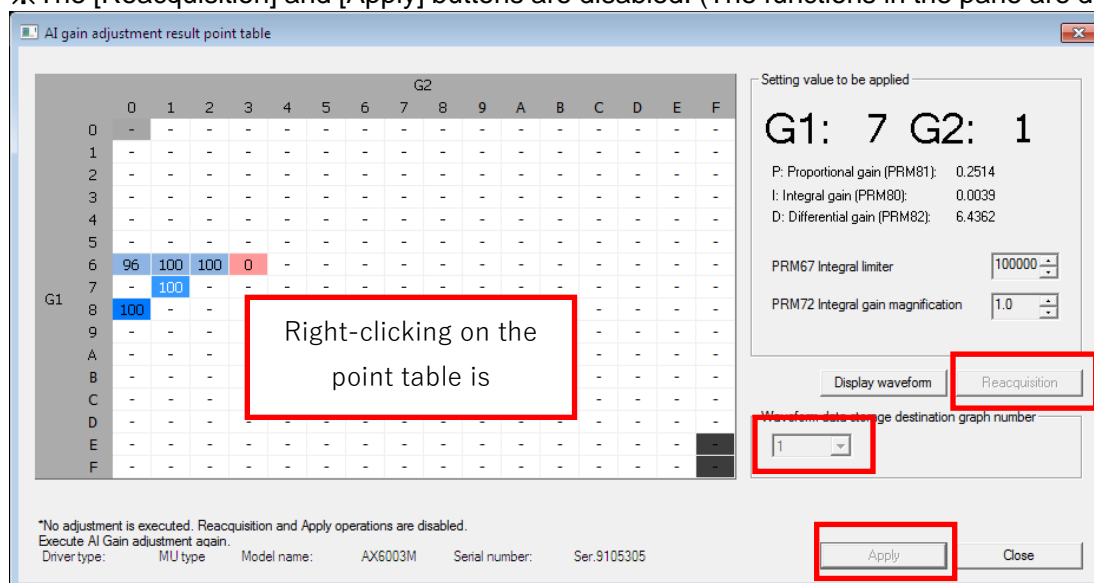 ※The [Reacquisition] and [Apply] buttons are disabled. (The functions in the pane are
AI gain adjustment result point table
G2
0 1 2 3 4 5 6 7 8 9 A B C D E F
0 - - - - - - - - - - - - - - - -
1 - - - - - - - - - - - - - - - -
2 - - - - - - - - - - - - - - - -
3 - - - - - - - - - - - - - - - -
4 - - - - - - - - - - - - - - - -
5 - - - - - - - - - - - - - - - -
6 96 100 100 0 - - - - - - - - - - - -
7 - 100 - - - - - - - - - - - - - -
G1
8 100 - - - - - - -
9 - - - - - - - -
A - - - - - - - -
B - - - - - - - -
C - - - - - - - -
D - - - - - - - - - - - - - - - -
E - - - - - - - - - - - - - - - -
F - - - - - - - - - - - - - - - -
Right-clicking on the
point table is
Setting value to be applied
G1: 7 G2: 1
P: Proportional gain (PRM81): 0.2514
I: Integral gain (PRM80): 0.0039
D: Differential gain (PRM82): 6.4362
PRM67 Integral limiter 100000
PRM72 Integral gain magnification 1.0
Display waveform Reacquisition
Waveform data storage destination graph number
1
*No adjustment is executed. Reacquisition and Apply operations are disabled.
Execute AI Gain adjustment again.
Driver type: MU type Model name: AX6003M Serial number: Ser.9105305
Apply Close